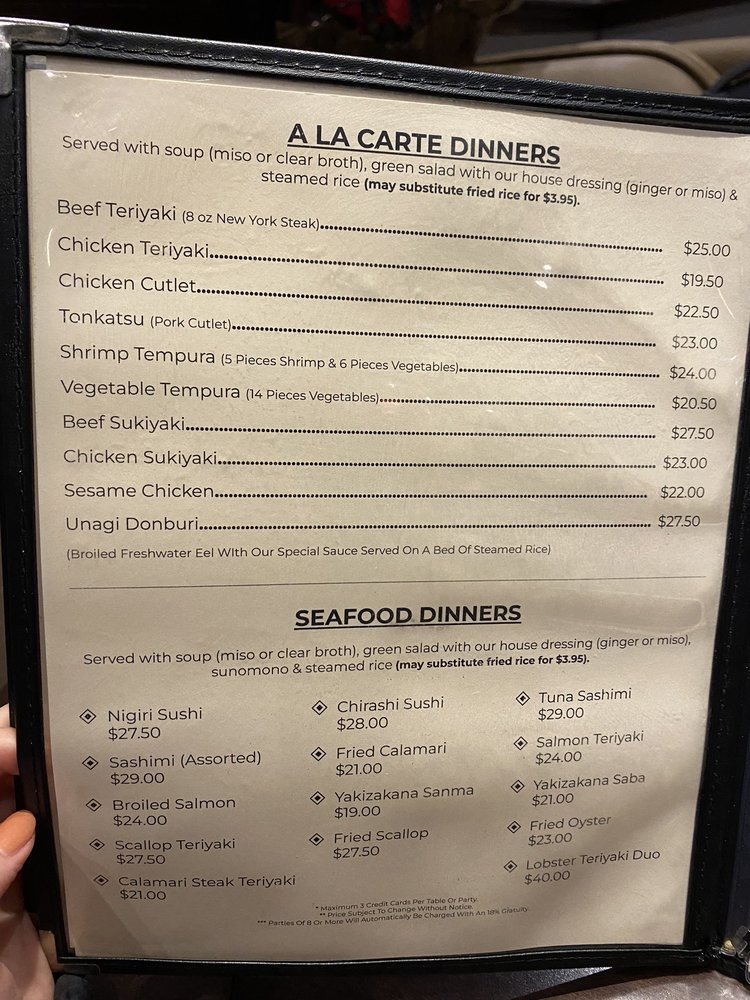 A LA CARTE DINNERS
Served with soup (miso or clear broth), green salad with our house dressing (ginger or miso) &
steamed rice (may substitute fried rice for $3.95).
Beef Teriyaki (8 oz New York Steak) $25.00
Chicken Teriyaki $19.50
Chicken Cutlet $22.50
Tonkatsu (Pork Cutlet) $23.00
Shrimp Tempura (5 Pieces Shrimp & 6 Pieces Vegetables) $24.00
Vegetable Tempura (14 Pieces Vegetables) $20.50
Beef Sukiyaki $27.50
Chicken Sukiyaki $23.00
Sesame Chicken $22.00
Unagi Donburi $27.50
(Broiled Freshwater Eel WIth Our Special Sauce Served On A Bed Of Steamed Rice)
SEAFOOD DINNERS
Served with soup (miso or clear broth), green salad with our house dressing (ginger or miso),
sunomono & steamed rice (may substitute fried rice for $3.95).
Nigiri Sushi
$27.50
Sashimi (Assorted)
$29.00
Broiled Salmon
$24.00
Scallop Teriyaki
$27.50
Calamari Steak Teriyaki
$21.00
Chirashi Sushi
$28.00
Fried Calamari
$21.00
Yakizakana Sanma
$19.00
Fried Scallop
$27.50
Tuna Sashimi
$29.00
Salmon Teriyaki
$24.00
Yakizakana Saba
$21.00
Fried Oyster
$23.00
Lobster Teriyaki Duo
$40.00
* Maximum 3 Credit Cards Per Table Or Party.
** Price Subject To Change Without Notice.
*** Parties Of 8 Or More Will Automatically Be Charged With An 18% Gratuity.